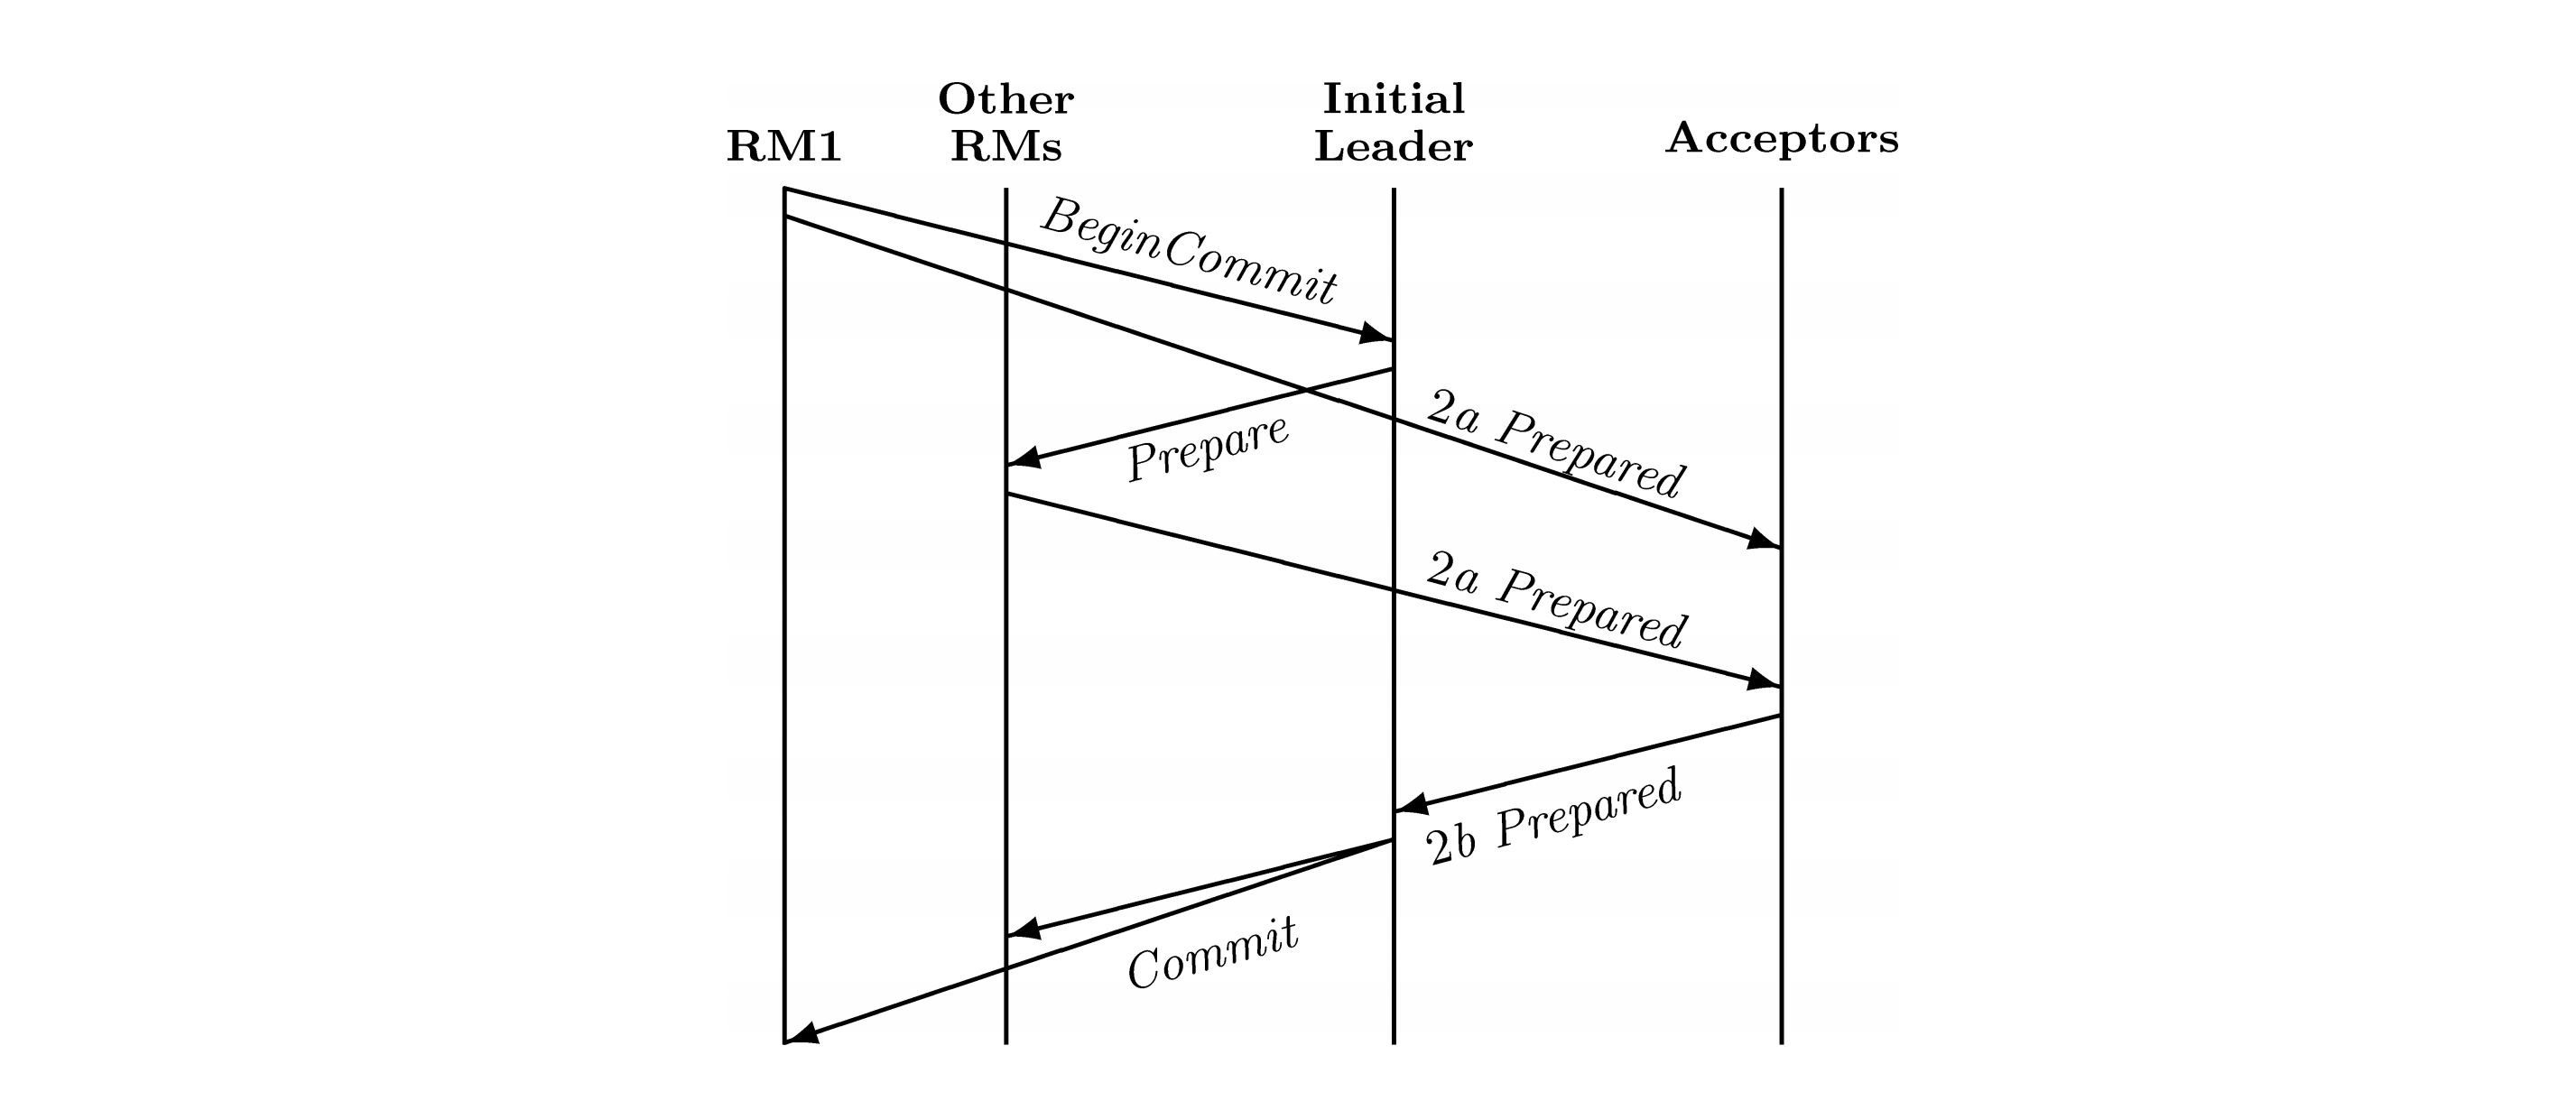 RM1
Other
RMs
Initial
Leader
Acceptors
BeginCommit
2a Prepared
Prepare
2a Prepared
2b Prepared
Commit